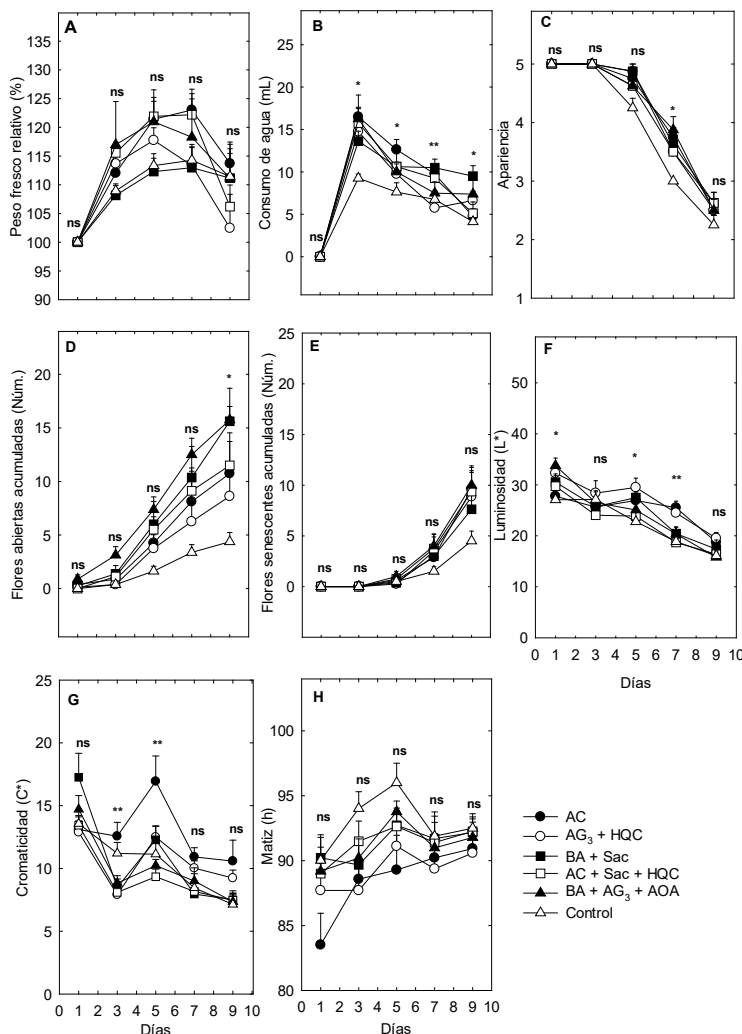 A
Peso fresco relativo (%)
140
135
130
125
120
115
110
105
100
95
90
ns
ns
ns
ns
ns
B
Consumo de agua (mL)
30
25
20
15
10
5
0
ns
*
*
**
*
C
Apariencia
6
5
4
3
2
1
ns
ns
ns
*
ns
D
Flores abiertas acumuladas (Núm.)
20
15
10
5
0
ns
ns
ns
ns
*
E
Flores senescentes acumuladas (Núm.)
25
20
15
10
5
0
ns
ns
ns
ns
ns
F
Luminosidad (L*)
50
40
30
20
10
0
*
ns
*
**
ns
0 1 2 3 4 5 6 7 8 9 10
Días
G
Cromaticidad (C*)
25
20
15
10
5
0
ns
**
**
ns
ns
0 1 2 3 4 5 6 7 8 9 10
Días
H
Matiz (h)
100
95
90
85
80
ns
ns
ns
ns
ns
0 1 2 3 4 5 6 7 8 9 10
Días
AC
AG3 + HQC
BA + Sac
AC + Sac + HQC
BA + AG3 + AOA
Control